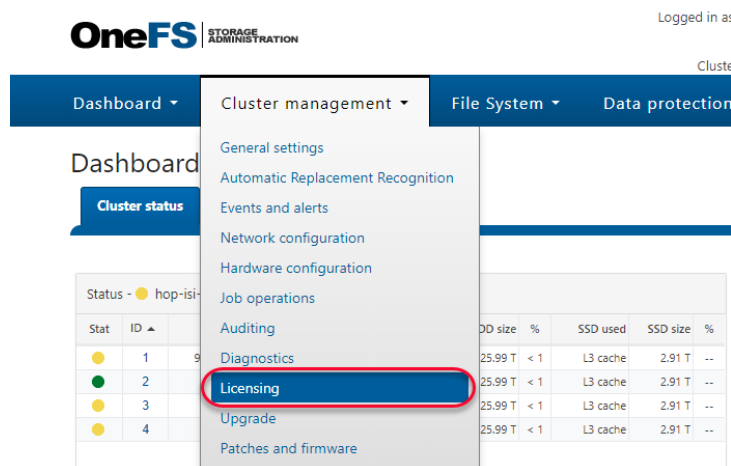 Logged in as
OneFS STORAGE ADMINISTRATION
Cluste
Dashboard Cluster management File System Data protection
Dashboard
General settings
Automatic Replacement Recognition
Cluster status
Events and alerts
Network configuration
Hardware configuration
Status - hop-isi-
Job operations
Stat ID Auditing DD size % SSD used SSD size %
1 9 Diagnostics 25.99 T < 1 L3 cache 2.91 T --
2 Licensing 25.99 T < 1 L3 cache 2.91 T --
3 25.99 T < 1 L3 cache 2.91 T --
Upgrade
4 25.99 T < 1 L3 cache 2.91 T --
Patches and firmware